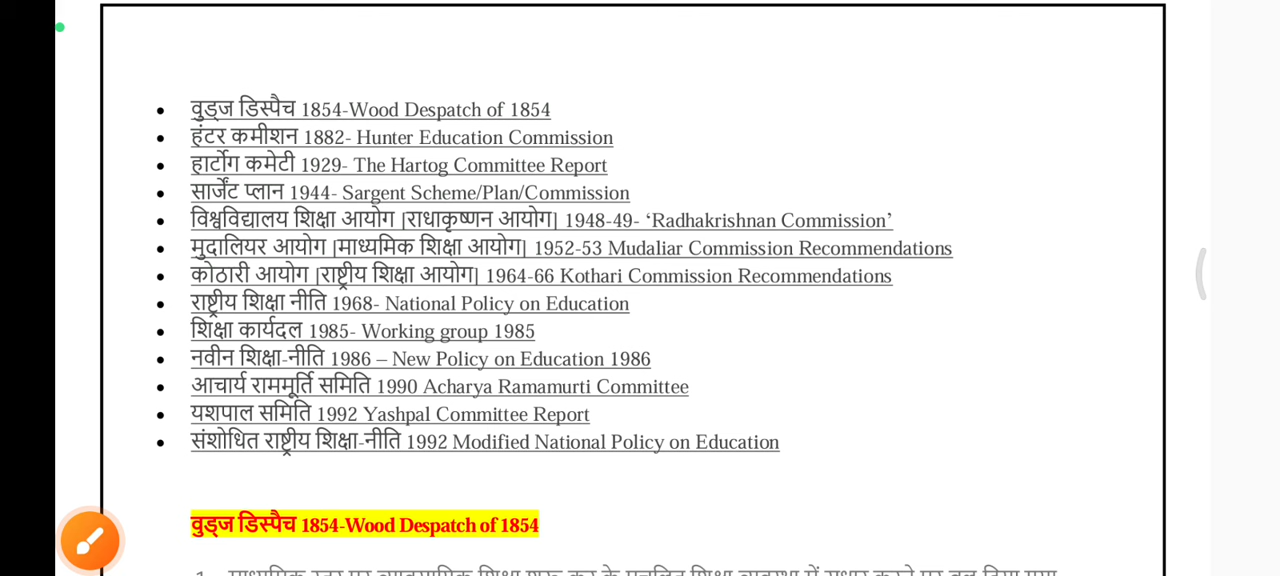 वुड्ज डिस्पैच 1854-Wood Despatch of 1854
हंटर कमीशन 1882- Hunter Education Commission
हार्टोग कमेटी 1929- The Hartog Committee Report
सार्जेंट प्लान 1944- Sargent Scheme/Plan/Commission
विश्वविद्यालय शिक्षा आयोग |राधाकृष्णन आयोग| 1948-49- ‘Radhakrishnan Commission’
मुदालियर आयोग |माध्यमिक शिक्षा आयोग| 1952-53 Mudaliar Commission Recommendations
कोठारी आयोग |राष्ट्रीय शिक्षा आयोग| 1964-66 Kothari Commission Recommendations
राष्ट्रीय शिक्षा नीति 1968- National Policy on Education
शिक्षा कार्यदल 1985- Working group 1985
नवीन शिक्षा-नीति 1986 – New Policy on Education 1986
आचार्य राममूर्ति समिति 1990 Acharya Ramamurti Committee
यशपाल समिति 1992 Yashpal Committee Report
संशोधित राष्ट्रीय शिक्षा-नीति 1992 Modified National Policy on Education
वुड्ज डिस्पैच 1854-Wood Despatch of 1854